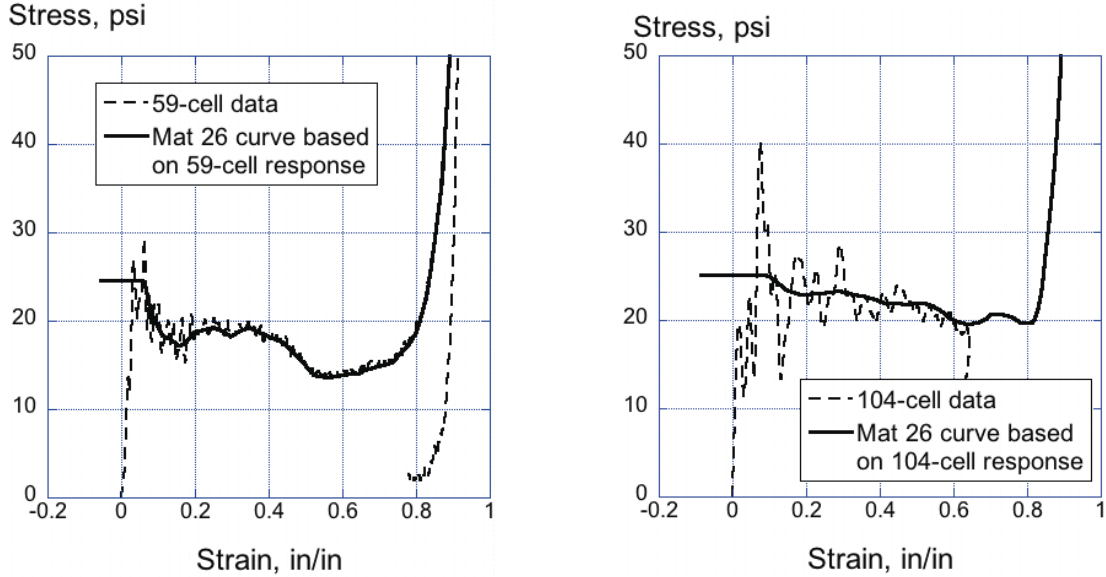 Stress, psi
50
40
30
20
10
0
-0.2
0
0.2
0.4
0.6
0.8
1
Strain, in/in
59-cell data
Mat 26 curve based
on 59-cell response
Stress, psi
50
40
30
20
10
0
-0.2
0
0.2
0.4
0.6
0.8
1
Strain, in/in
104-cell data
Mat 26 curve based
on 104-cell response